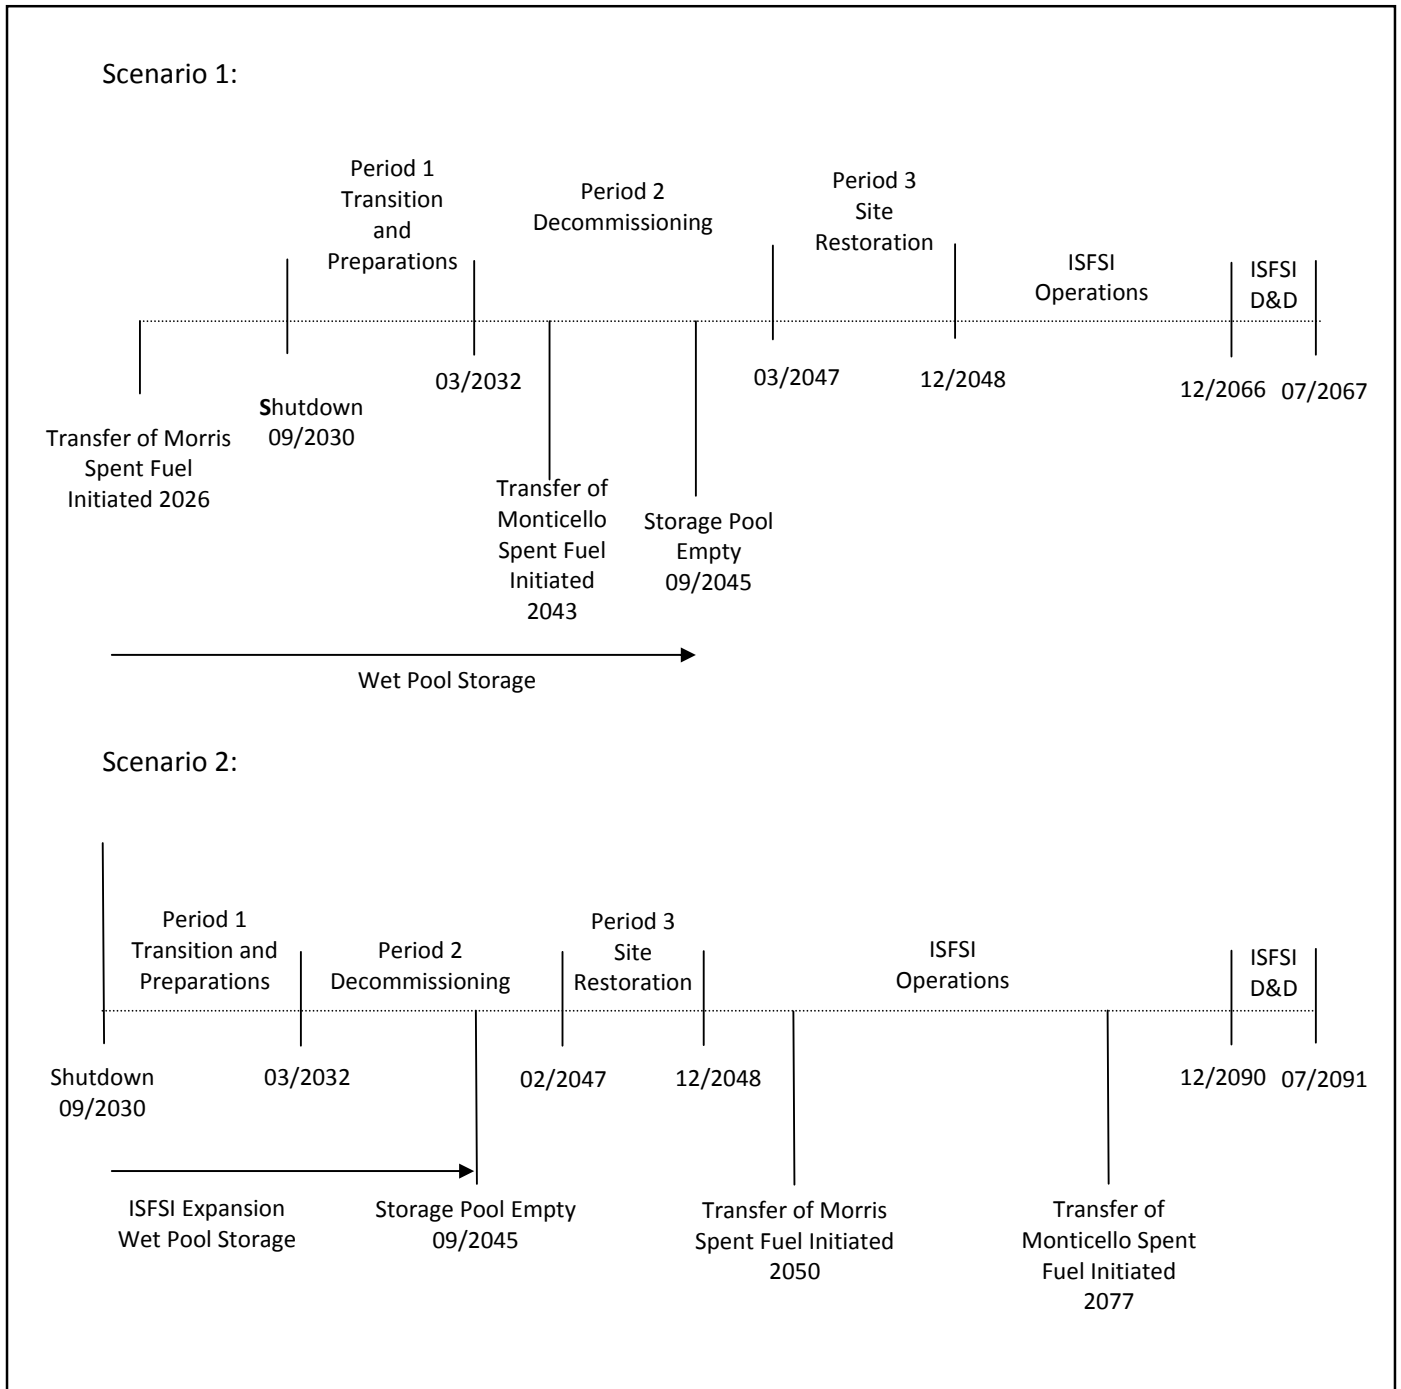 Scenario 1:
Period 1
Transition
and
Preparations
Period 2
Decommissioning
Period 3
Site
Restoration
ISFSI
Operations
ISFSI
D&D
Transfer of Morris
Spent Fuel
Initiated 2026
Shutdown
09/2030
03/2032
Transfer of
Monticello
Spent Fuel
Initiated
2043
Storage Pool
Empty
09/2045
03/2047
12/2048
12/2066
07/2067
Wet Pool Storage
Scenario 2:
Period 1
Transition and
Preparations
Period 2
Decommissioning
Period 3
Site
Restoration
ISFSI
Operations
ISFSI
D&D
Shutdown
09/2030
03/2032
02/2047
12/2048
12/2090
07/2091
ISFSI Expansion
Wet Pool Storage
Storage Pool Empty
09/2045
Transfer of Morris
Spent Fuel Initiated
2050
Transfer of
Monticello Spent
Fuel Initiated
2077